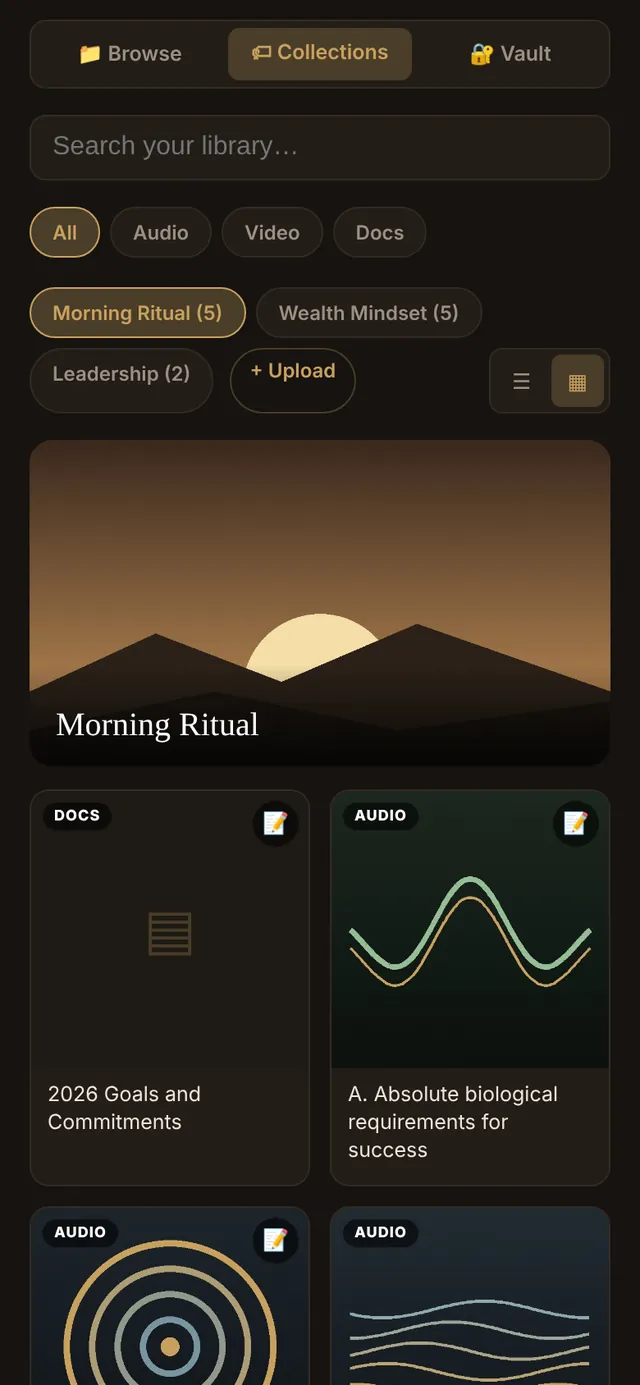 Browse
Collections
Vault
Search your library…
All
Audio
Video
Docs
Morning Ritual (5)
Wealth Mindset (5)
Leadership (2)
+ Upload
Morning Ritual
DOCS
AUDIO
2026 Goals and
Commitments
A. Absolute biological
requirements for
success
AUDIO
AUDIO